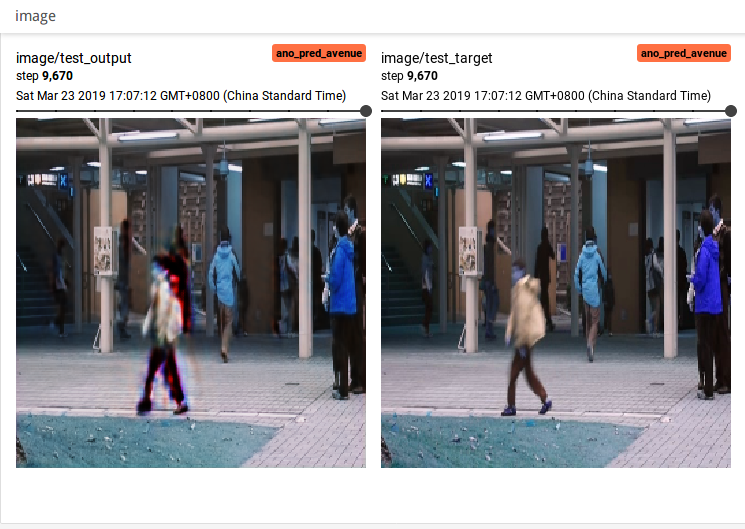 image
image/test_output
ano_pred_avenue
step 9,670
Sat Mar 23 2019 17:07:12 GMT+0800 (China Standard Time)
K
image/test_target
ano_pred_avenue
step 9,670
Sat Mar 23 2019 17:07:12 GMT+0800 (China Standard Time)
K